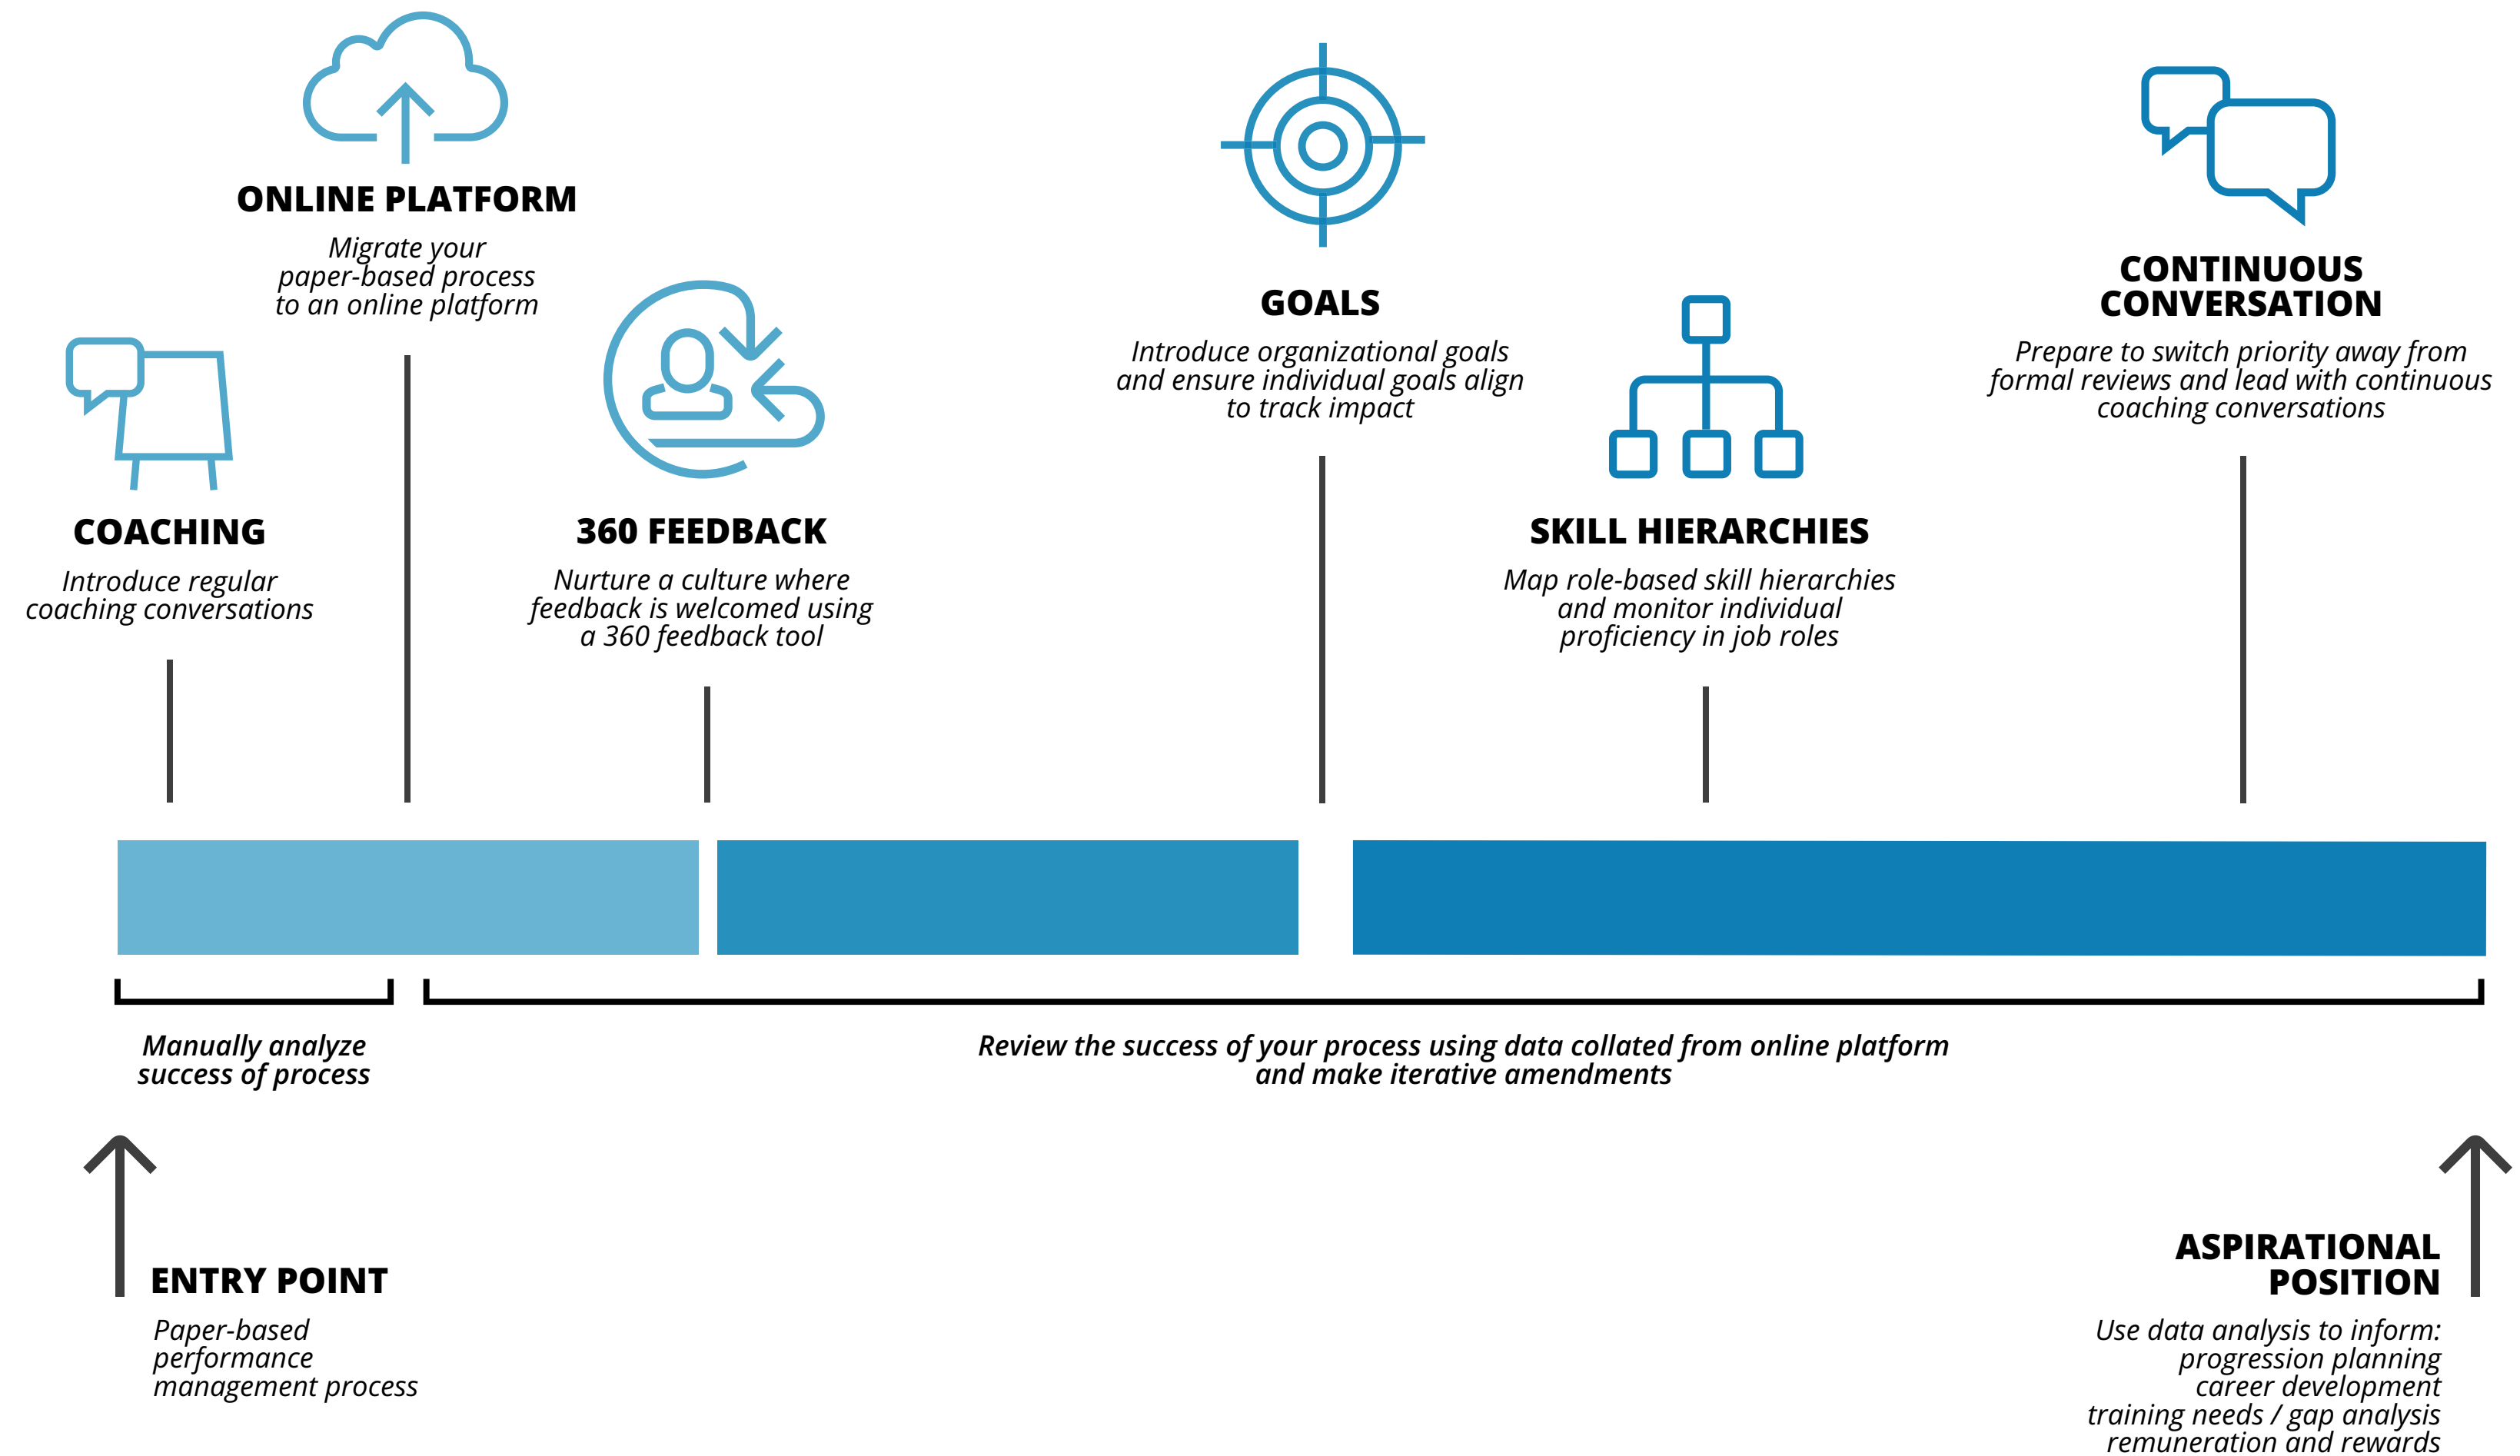 ONLINE PLATFORM
Migrate your
paper-based process
to an online platform
COACHING
Introduce regular
coaching conversations
360 FEEDBACK
Nurture a culture where
feedback is welcomed using
a 360 feedback tool
GOALS
Introduce organizational goals
and ensure individual goals align
to track impact
SKILL HIERARCHIES
Map role-based skill hierarchies
and monitor individual
proficiency in job roles
CONTINUOUS
CONVERSATION
Prepare to switch priority away from
formal reviews and lead with continuous
coaching conversations
Manually analyze
success of process
Review the success of your process using data collated from online platform
and make iterative amendments
ENTRY POINT
Paper-based
performance
management process
ASPIRATIONAL
POSITION
Use data analysis to inform:
progression planning
career development
training needs / gap analysis
remuneration and rewards